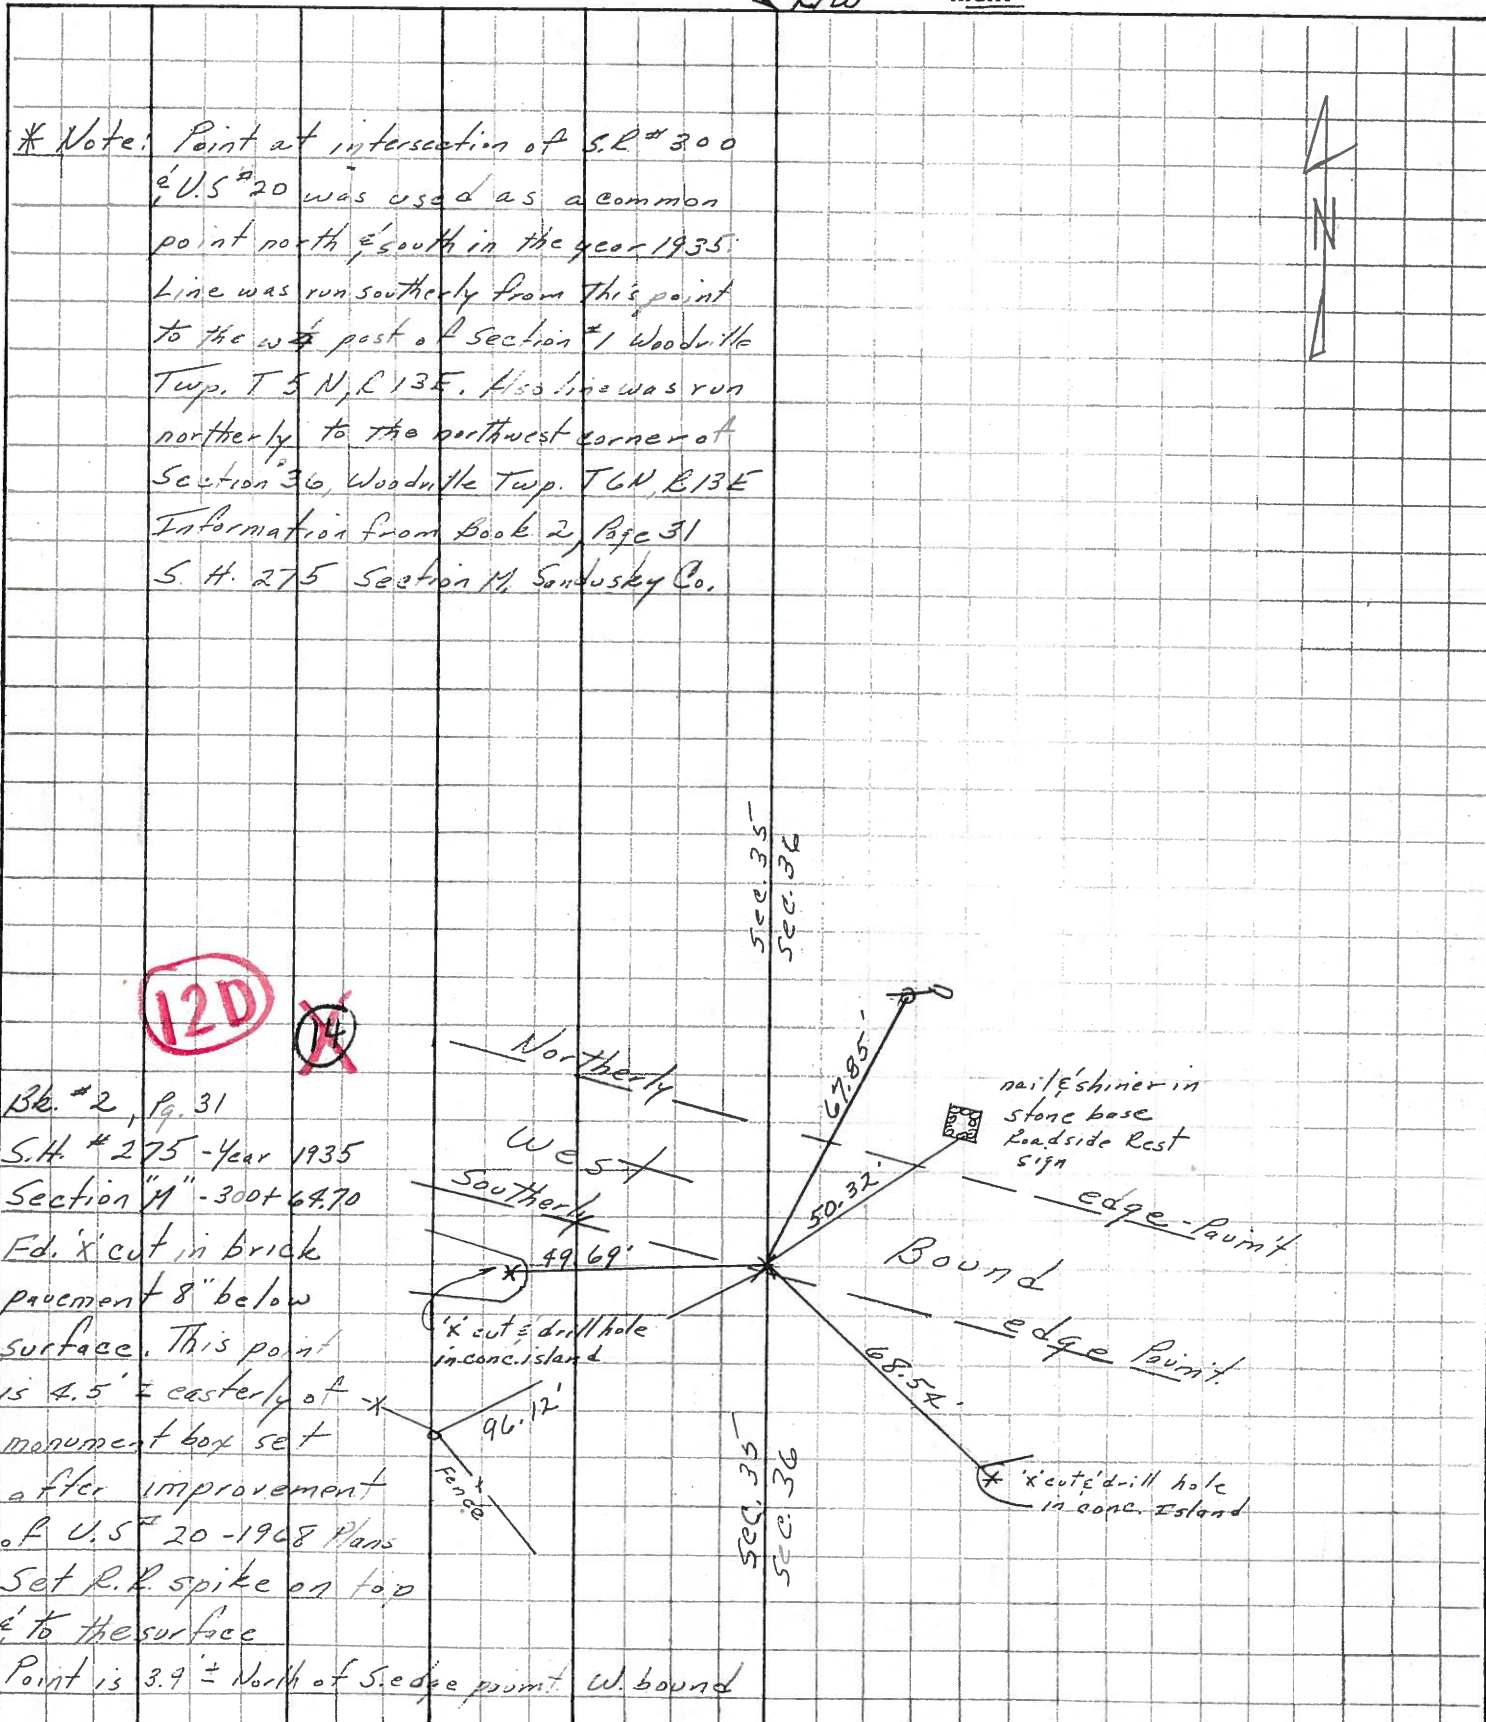 R/W
* Note: Point at intersection of S.R. # 300
& U.S # 20 was used as a common
point north & south in the year 1935.
Line was run southerly from This point
to the w¼ post of Section #1 Woodville
Twp. T 5 N, R 13E. Also line was run
northerly to the northwest corner of
Section 36, Woodville Twp. T6N, R13E
Information from Book 2, Page 31
S. H. 275 Section M, Sandusky Co.
N
Sec. 35
Sec. 36
12D
14
Bk. #2, Pg. 31
S.H. # 275 - Year 1935
Section "M" - 300+64.70
Fd. 'X' cut in brick
pavement 8" below
surface. This point
is 4.5' ± easterly of
monument box set
after improvement
of U.S # 20 - 1968 Plans
Set R.R. spike on top
& to the surface
Point is 3.9' ± North of S. edge pvmt. W. bound
Northerly
West
Southerly
67.85'
50.32'
49.69'
nail & shiner in
stone base
Roadside Rest
sign
edge - Pavm't
Bound
edge Pavm't.
'X' cut & drill hole
in conc. island
96.12'
Fence
68.54'
'X' cut & drill hole
in conc. Island
Sec. 35
Sec. 36